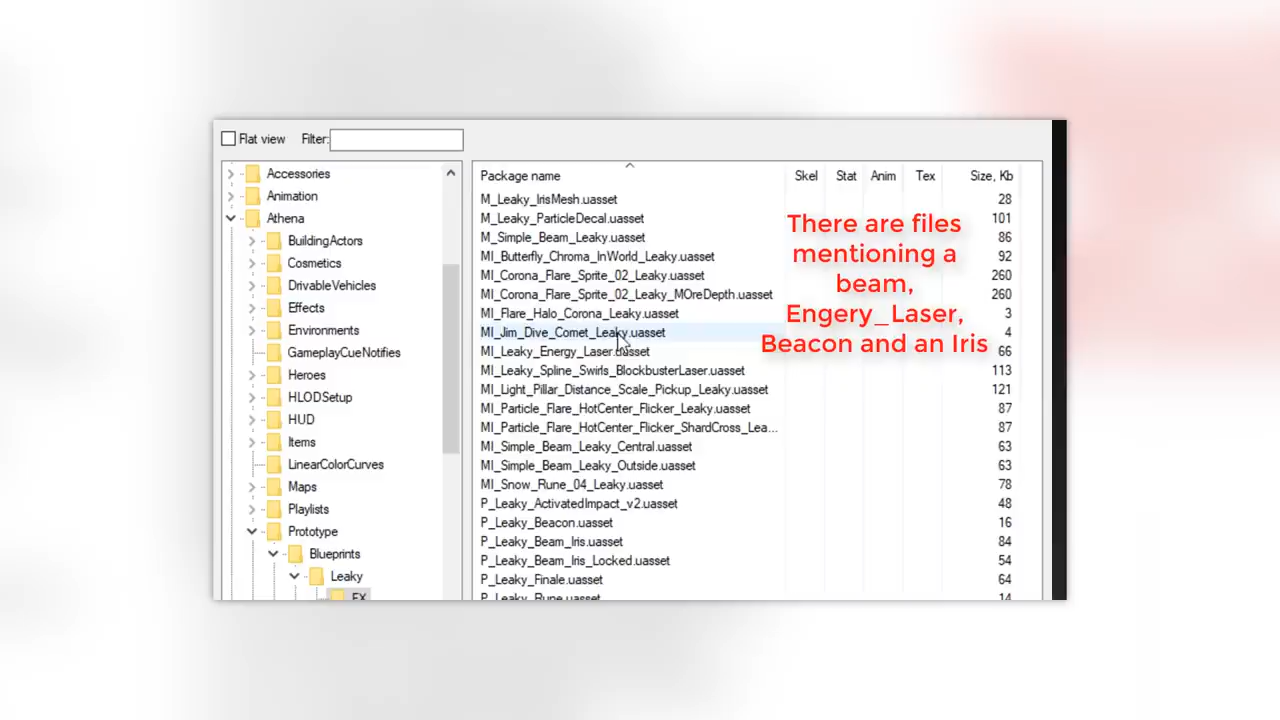 Flat view Filter:
Accessories
Animation
Athena
BuildingActors
Cosmetics
DrivableVehicles
Effects
Environments
GameplayCueNotifies
Heroes
HLODSetup
HUD
Items
LinearColorCurves
Maps
Playlists
Prototype
Blueprints
Leaky
FX
Package name Skel Stat Anim Tex Size, Kb
M_Leaky_IrisMesh.uasset 28
M_Leaky_ParticleDecal.uasset 101
M_Simple_Beam_Leaky.uasset 86
MI_Butterfly_Chroma_InWorld_Leaky.uasset 92
MI_Corona_Flare_Sprite_02_Leaky.uasset 260
MI_Corona_Flare_Sprite_02_Leaky_MOreDepth.uasset 260
MI_Flare_Halo_Corona_Leaky.uasset 3
MI_Jim_Dive_Comet_Leaky.uasset 4
MI_Leaky_Energy_Laser.uasset 66
MI_Leaky_Spline_Swirls_BlockbusterLaser.uasset 113
MI_Light_Pillar_Distance_Scale_Pickup_Leaky.uasset 121
MI_Particle_Flare_HotCenter_Flicker_Leaky.uasset 87
MI_Particle_Flare_HotCenter_Flicker_ShardCross_Lea... 87
MI_Simple_Beam_Leaky_Central.uasset 63
MI_Simple_Beam_Leaky_Outside.uasset 63
MI_Snow_Rune_04_Leaky.uasset 78
P_Leaky_ActivatedImpact_v2.uasset 48
P_Leaky_Beacon.uasset 16
P_Leaky_Beam_Iris.uasset 84
P_Leaky_Beam_Iris_Locked.uasset 54
P_Leaky_Finale.uasset 64
P_Leaky_Rune.uasset 14
There are files
mentioning a
beam,
Engery_Laser,
Beacon and an Iris